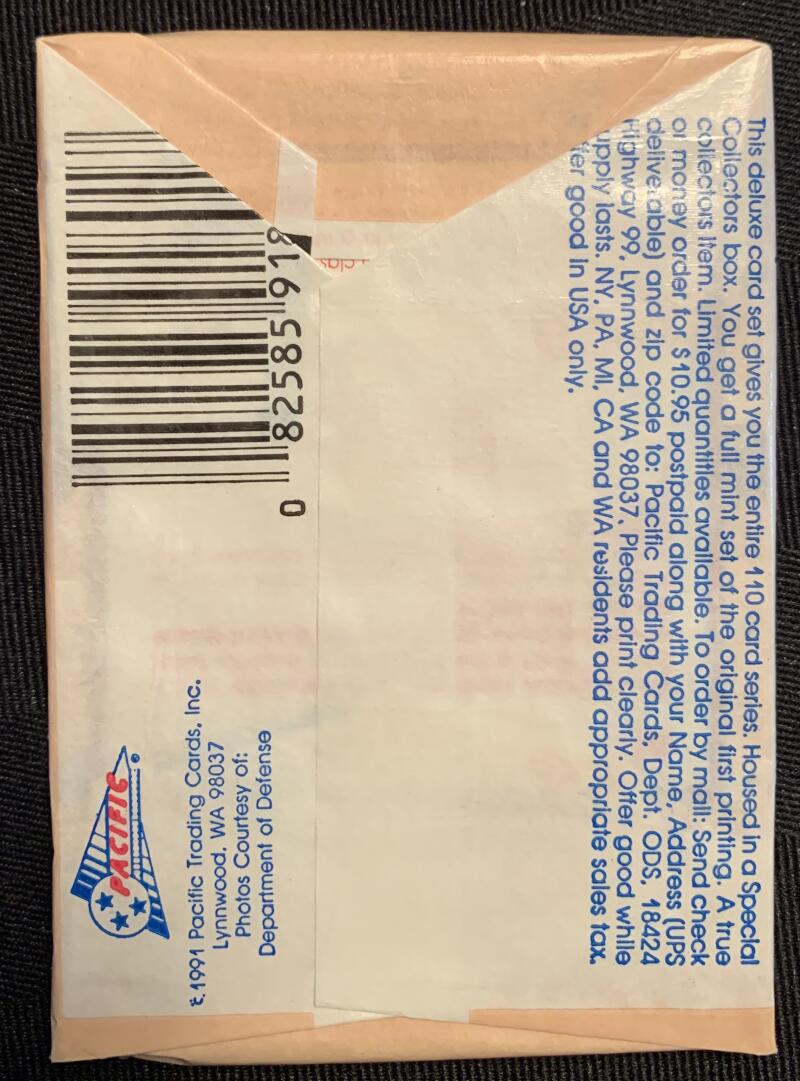 This deluxe card set gives you the entire 110 card series. Housed in a Special
Collectors box. You get a full mint set of the original first printing. A true
collectors item. Limited quantities available. To order by mail: Send check
or money order for $10.95 postpaid along with your Name, Address (UPS
deliverable) and zip code to: Pacific Trading Cards, Dept. ODS, 18424
Highway 99, Lynnwood, WA 98037. Please print clearly. Offer good while
upply lasts. NY, PA, MI, CA and WA residents add appropriate sales tax.
fer good in USA only.
0 82585 918
©1991 Pacific Trading Cards, Inc.
Lynnwood, WA 98037
Photos Courtesy of:
Department of Defense
PACIFIC®